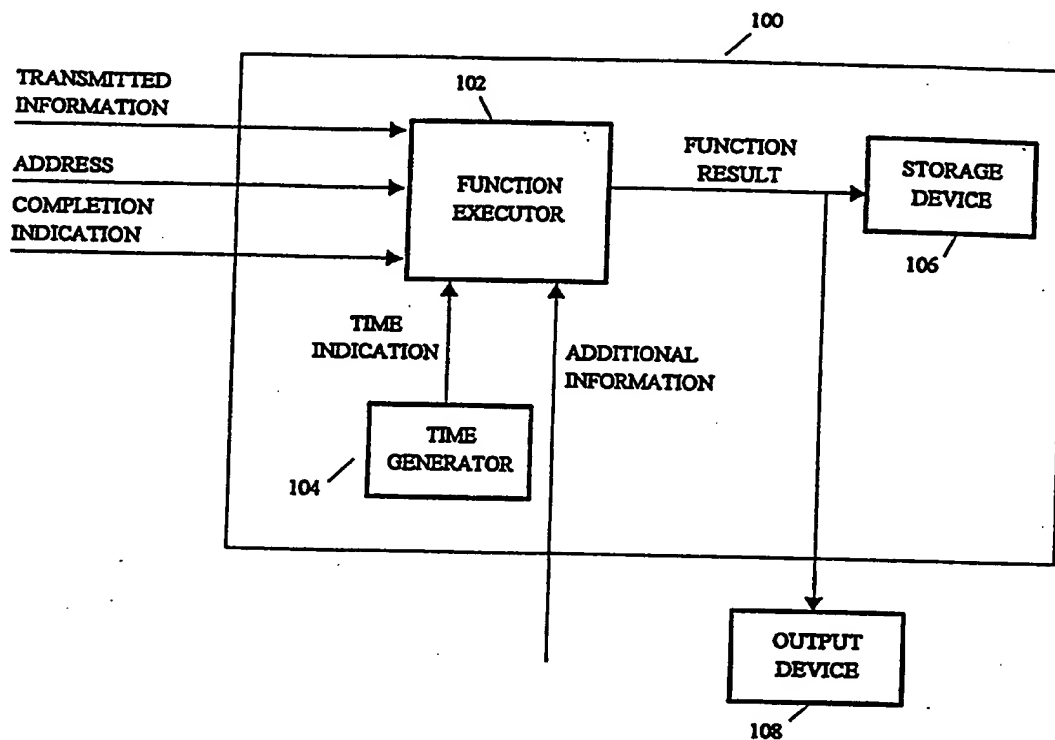 100
TRANSMITTED
INFORMATION
102
ADDRESS
COMPLETION
INDICATION
FUNCTION
EXECUTOR
FUNCTION
RESULT
STORAGE
DEVICE
106
TIME
INDICATION
ADDITIONAL
INFORMATION
TIME
GENERATOR
104
OUTPUT
DEVICE
108